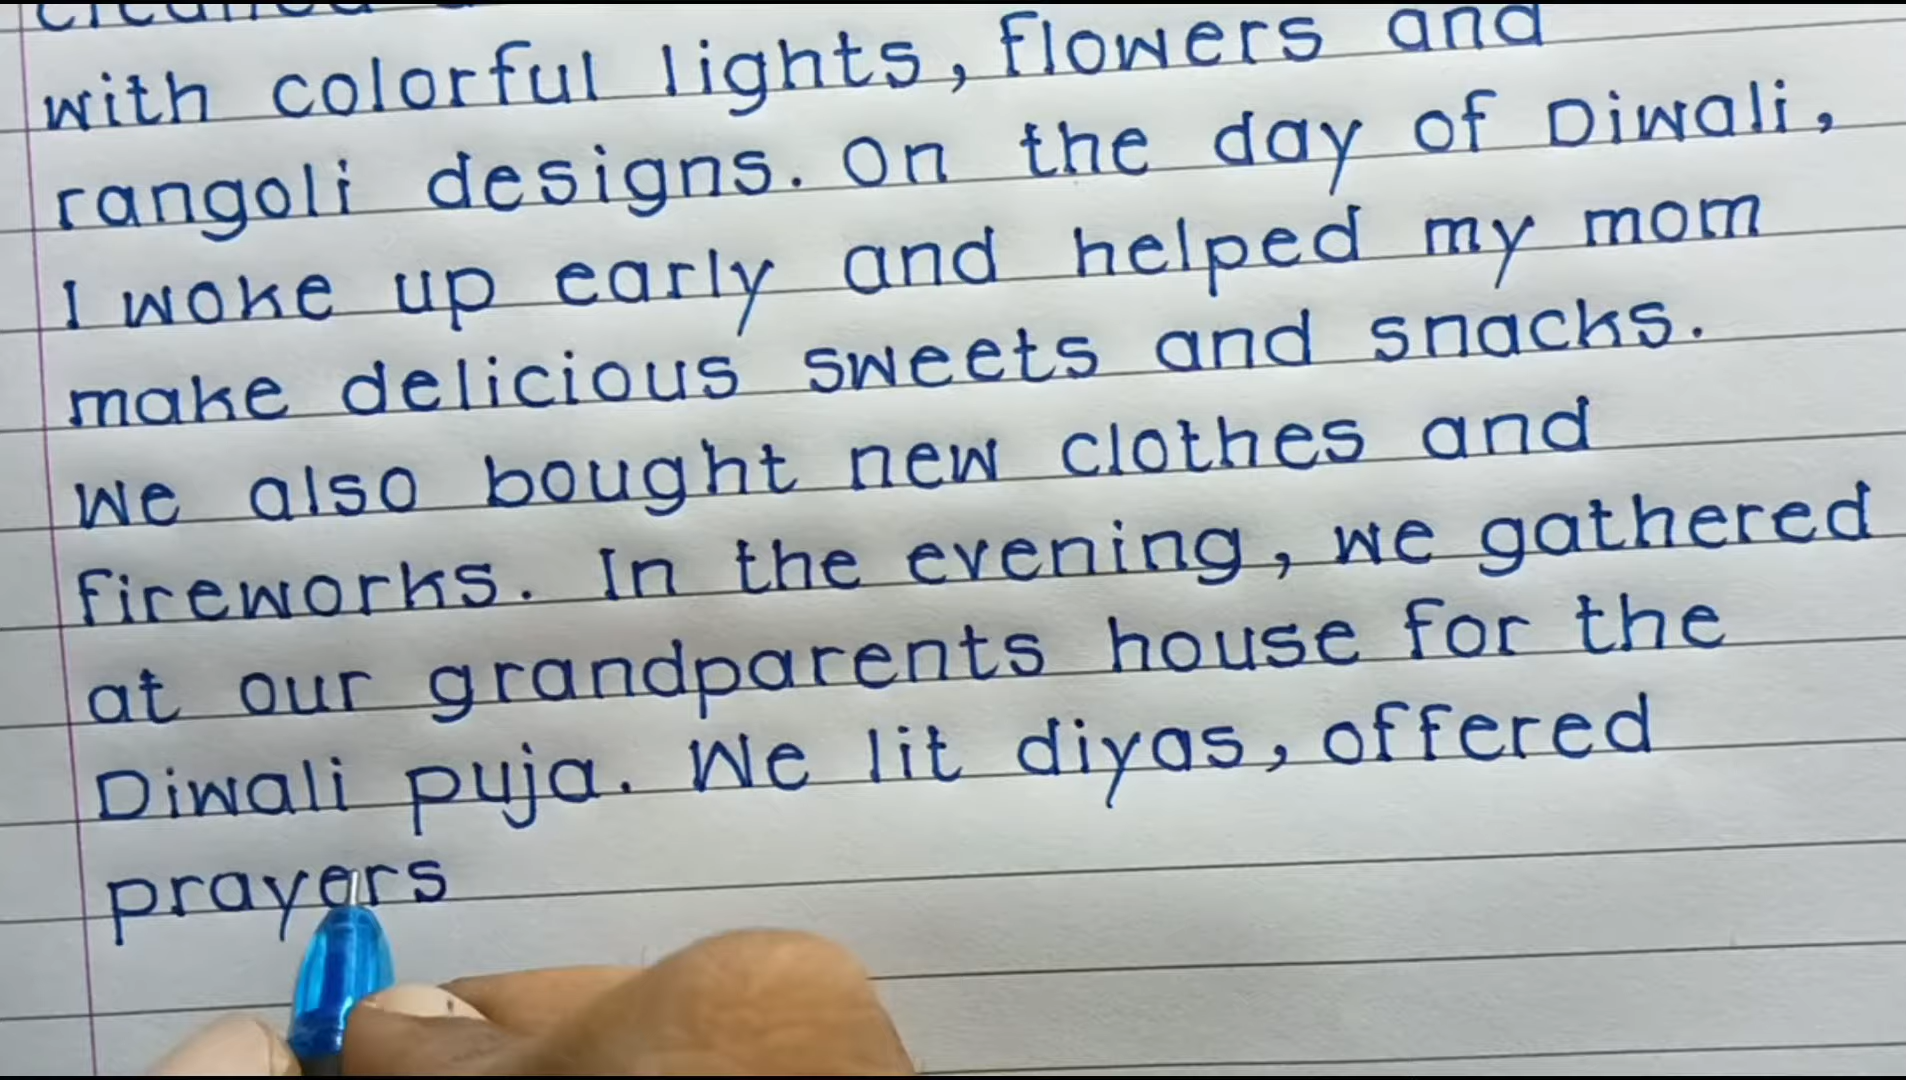 with colorful lights, flowers and
rangoli designs. On the day of Diwali,
I woke up early and helped my mom
make delicious sweets and snacks.
We also bought new clothes and
fireworks. In the evening, we gathered
at our grandparents house for the
Diwali puja. We lit diyas, offered
prayers